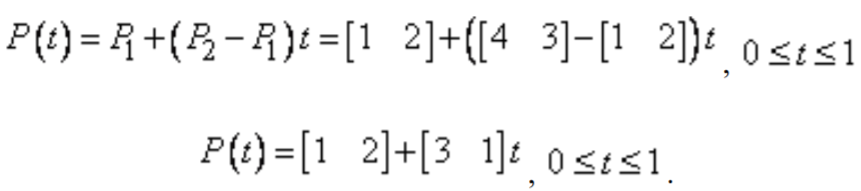 P(t) = P₁ + (P₂ − P₁)t = [1 2] + ([4 3] − [1 2])t , 0 ≤ t ≤ 1
P(t) = [1 2] + [3 1]t , 0 ≤ t ≤ 1 .